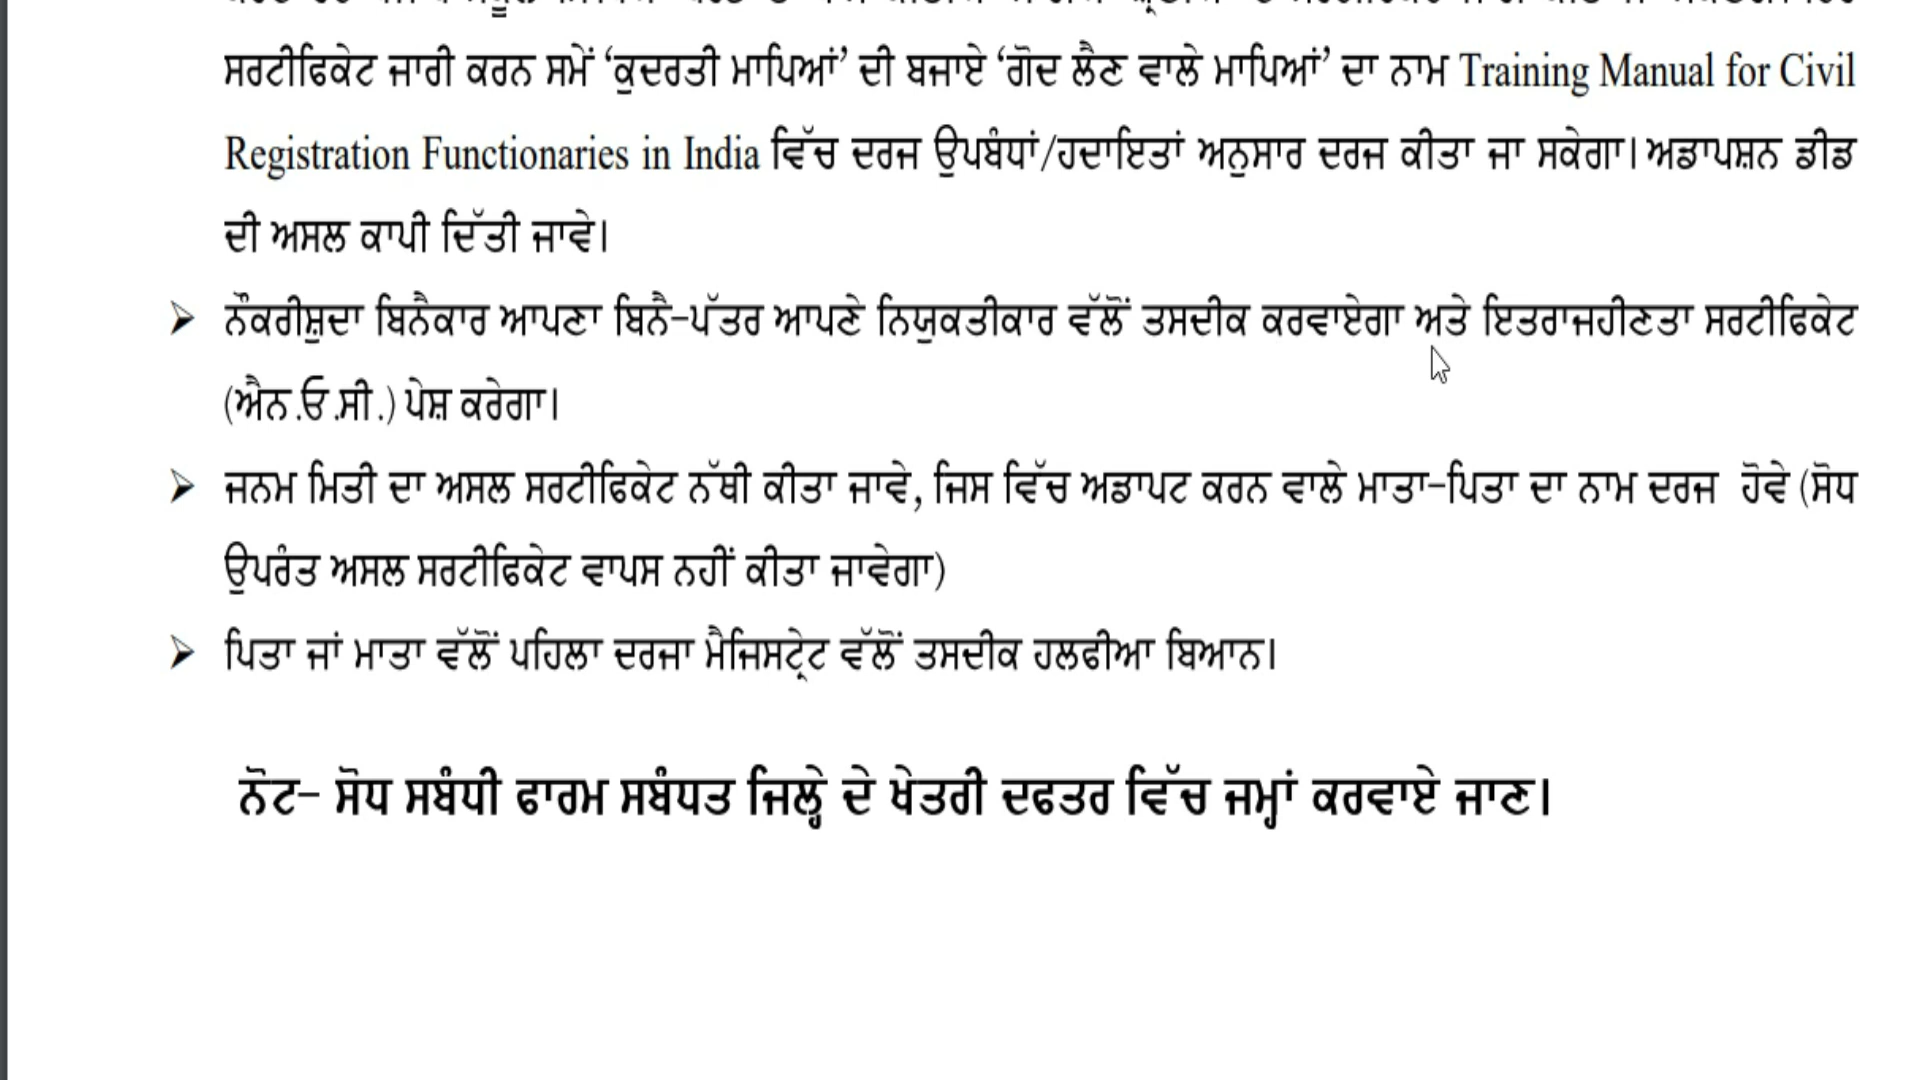 ਸਰਟੀਫਿਕੇਟ ਜਾਰੀ ਕਰਨ ਸਮੇਂ ‘ਕੁਦਰਤੀ ਮਾਪਿਆਂ’ ਦੀ ਬਜਾਏ ‘ਗੋਦ ਲੈਣ ਵਾਲੇ ਮਾਪਿਆਂ’ ਦਾ ਨਾਮ Training Manual for Civil
Registration Functionaries in India ਵਿੱਚ ਦਰਜ ਉਪਬੰਧਾਂ/ਹਦਾਇਤਾਂ ਅਨੁਸਾਰ ਦਰਜ ਕੀਤਾ ਜਾ ਸਕੇਗਾ। ਅਡਾਪਸ਼ਨ ਡੀਡ
ਦੀ ਅਸਲ ਕਾਪੀ ਦਿੱਤੀ ਜਾਵੇ।
➢ ਨੌਕਰੀਸ਼ੁਦਾ ਬਿਨੈਕਾਰ ਆਪਣਾ ਬਿਨੈ-ਪੱਤਰ ਆਪਣੇ ਨਿਯੁਕਤੀਕਾਰ ਵੱਲੋਂ ਤਸਦੀਕ ਕਰਵਾਏਗਾ ਅਤੇ ਇਤਰਾਜਹੀਣਤਾ ਸਰਟੀਫਿਕੇਟ
(ਐਨ.ਓ.ਸੀ.) ਪੇਸ਼ ਕਰੇਗਾ।
➢ ਜਨਮ ਮਿਤੀ ਦਾ ਅਸਲ ਸਰਟੀਫਿਕੇਟ ਨੱਥੀ ਕੀਤਾ ਜਾਵੇ, ਜਿਸ ਵਿੱਚ ਅਡਾਪਟ ਕਰਨ ਵਾਲੇ ਮਾਤਾ-ਪਿਤਾ ਦਾ ਨਾਮ ਦਰਜ ਹੋਵੇ (ਸੋਧ
ਉਪਰੰਤ ਅਸਲ ਸਰਟੀਫਿਕੇਟ ਵਾਪਸ ਨਹੀਂ ਕੀਤਾ ਜਾਵੇਗਾ)
➢ ਪਿਤਾ ਜਾਂ ਮਾਤਾ ਵੱਲੋਂ ਪਹਿਲਾ ਦਰਜਾ ਮੈਜਿਸਟ੍ਰੇਟ ਵੱਲੋਂ ਤਸਦੀਕ ਹਲਫੀਆ ਬਿਆਨ।
ਨੋਟ- ਸੋਧ ਸਬੰਧੀ ਫਾਰਮ ਸਬੰਧਤ ਜਿਲ੍ਹੇ ਦੇ ਖੇਤਰੀ ਦਫਤਰ ਵਿੱਚ ਜਮ੍ਹਾਂ ਕਰਵਾਏ ਜਾਣ।